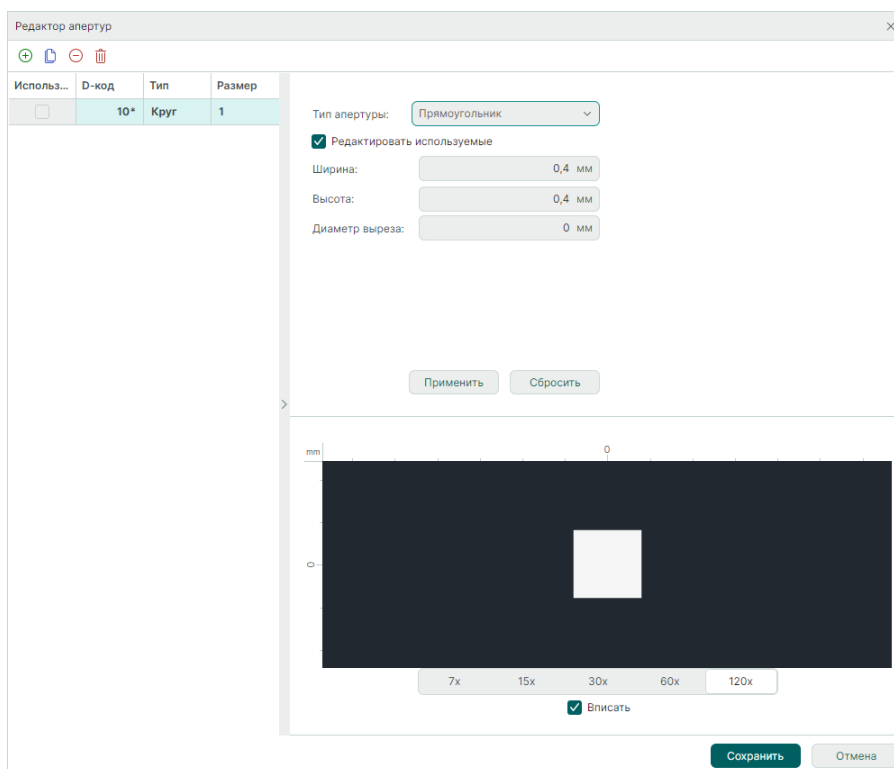 Редактор апертур
Использ... D-код Тип Размер
10* Круг 1
Тип апертуры: Прямоугольник
Редактировать используемые
Ширина: 0,4 мм
Высота: 0,4 мм
Диаметр выреза: 0 мм
Применить Сбросить
mm 0
0
7x 15x 30x 60x 120x
Вписать
Сохранить Отмена